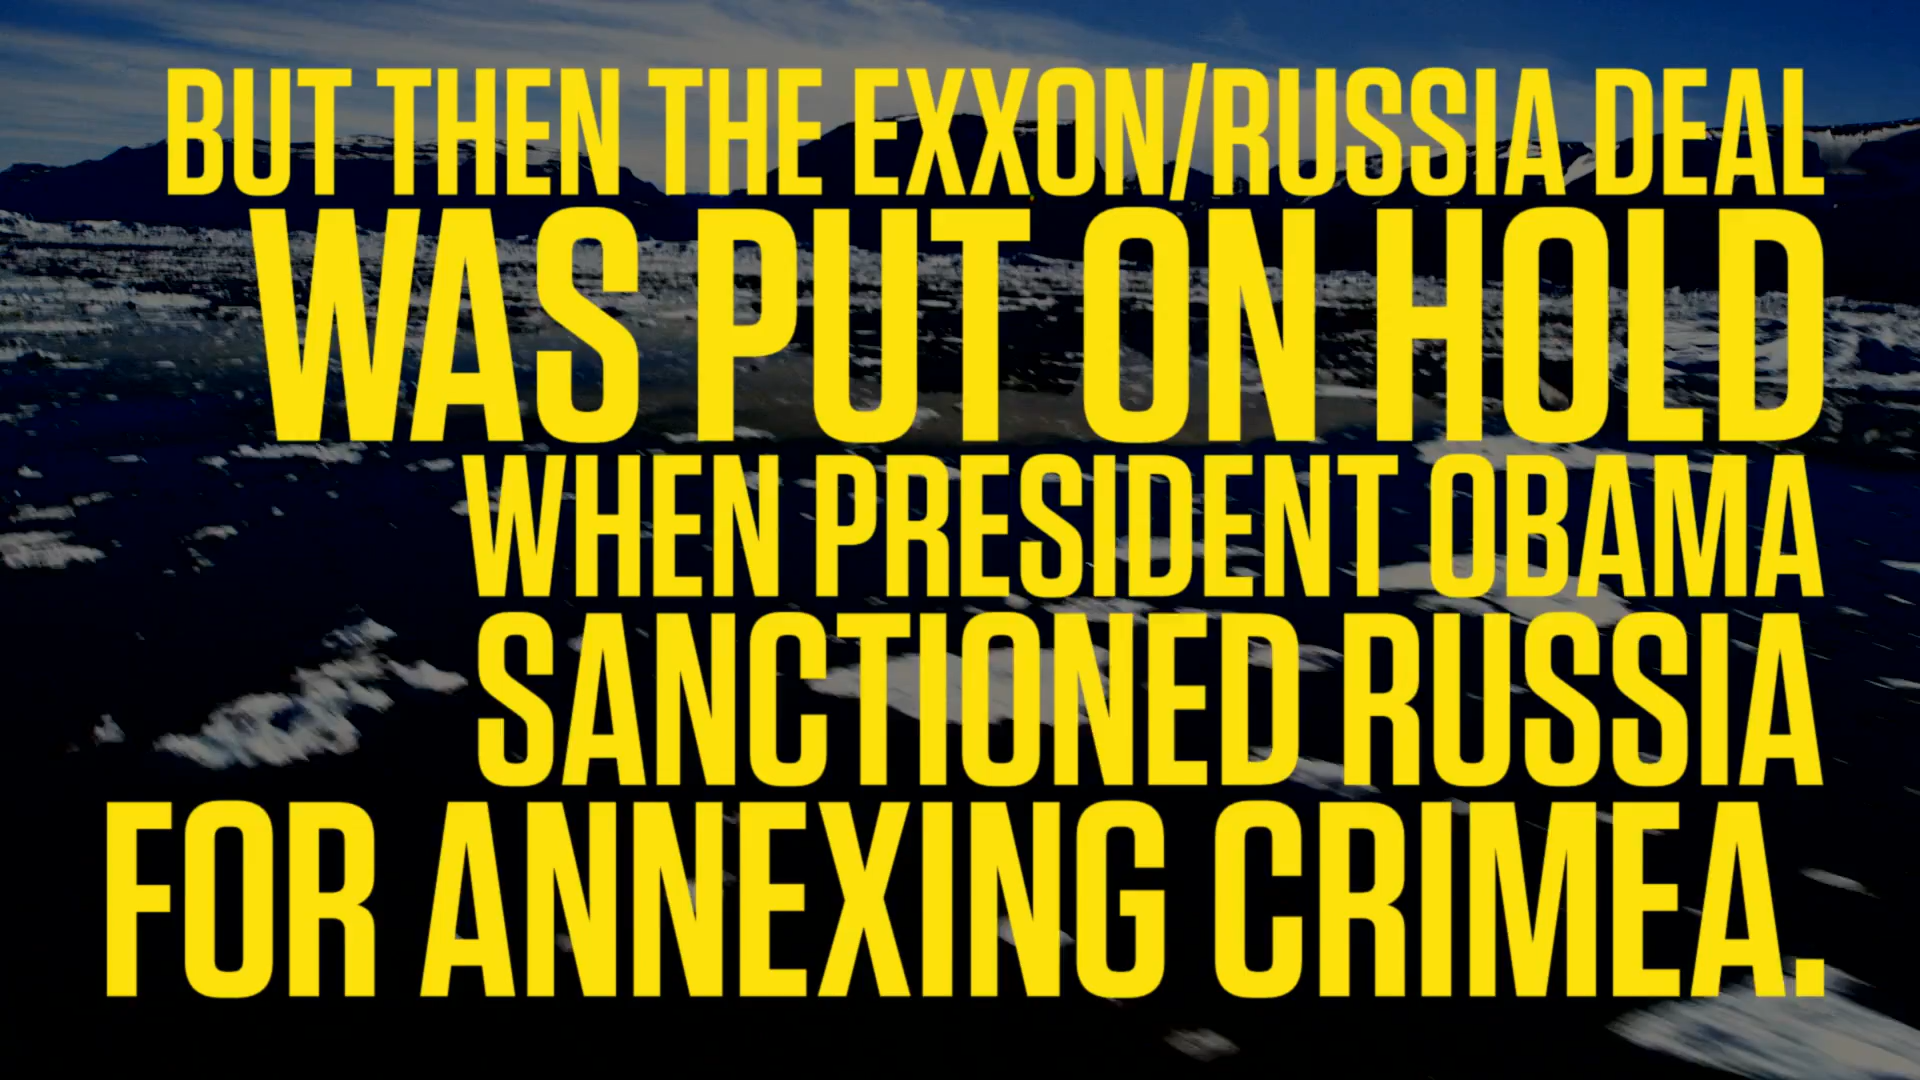 BUT THEN THE EXXON/RUSSIA DEAL
WAS PUT ON HOLD
WHEN PRESIDENT OBAMA
SANCTIONED RUSSIA
FOR ANNEXING CRIMEA.